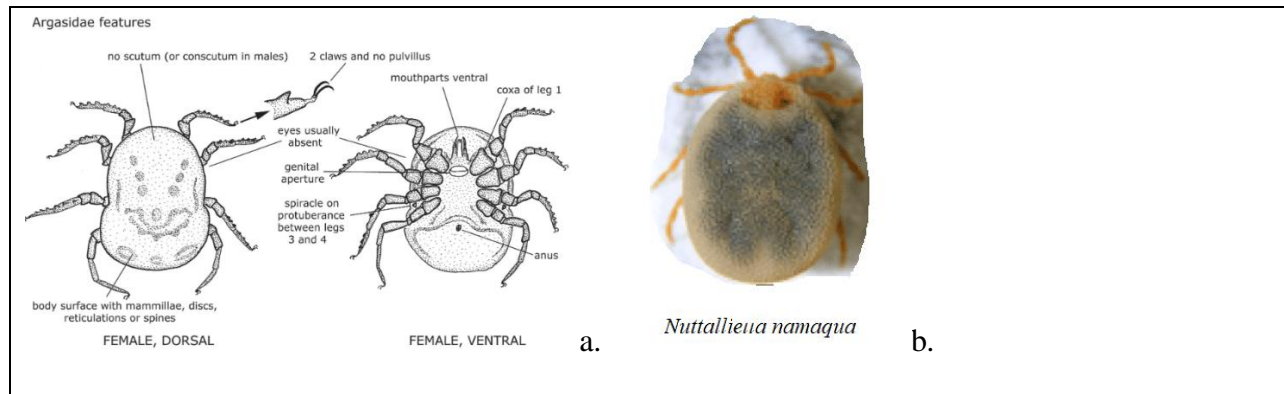 Argasidae features
no scutum (or conscutum in males)
2 claws and no pulvillus
mouthparts ventral
coxa of leg 1
eyes usually
absent
genital
aperture
spiracle on
protuberance
between legs
3 and 4
anus
body surface with mammillae, discs,
reticulations or spines
FEMALE, DORSAL
FEMALE, VENTRAL
a.
Nuttallieua namaqua
b.